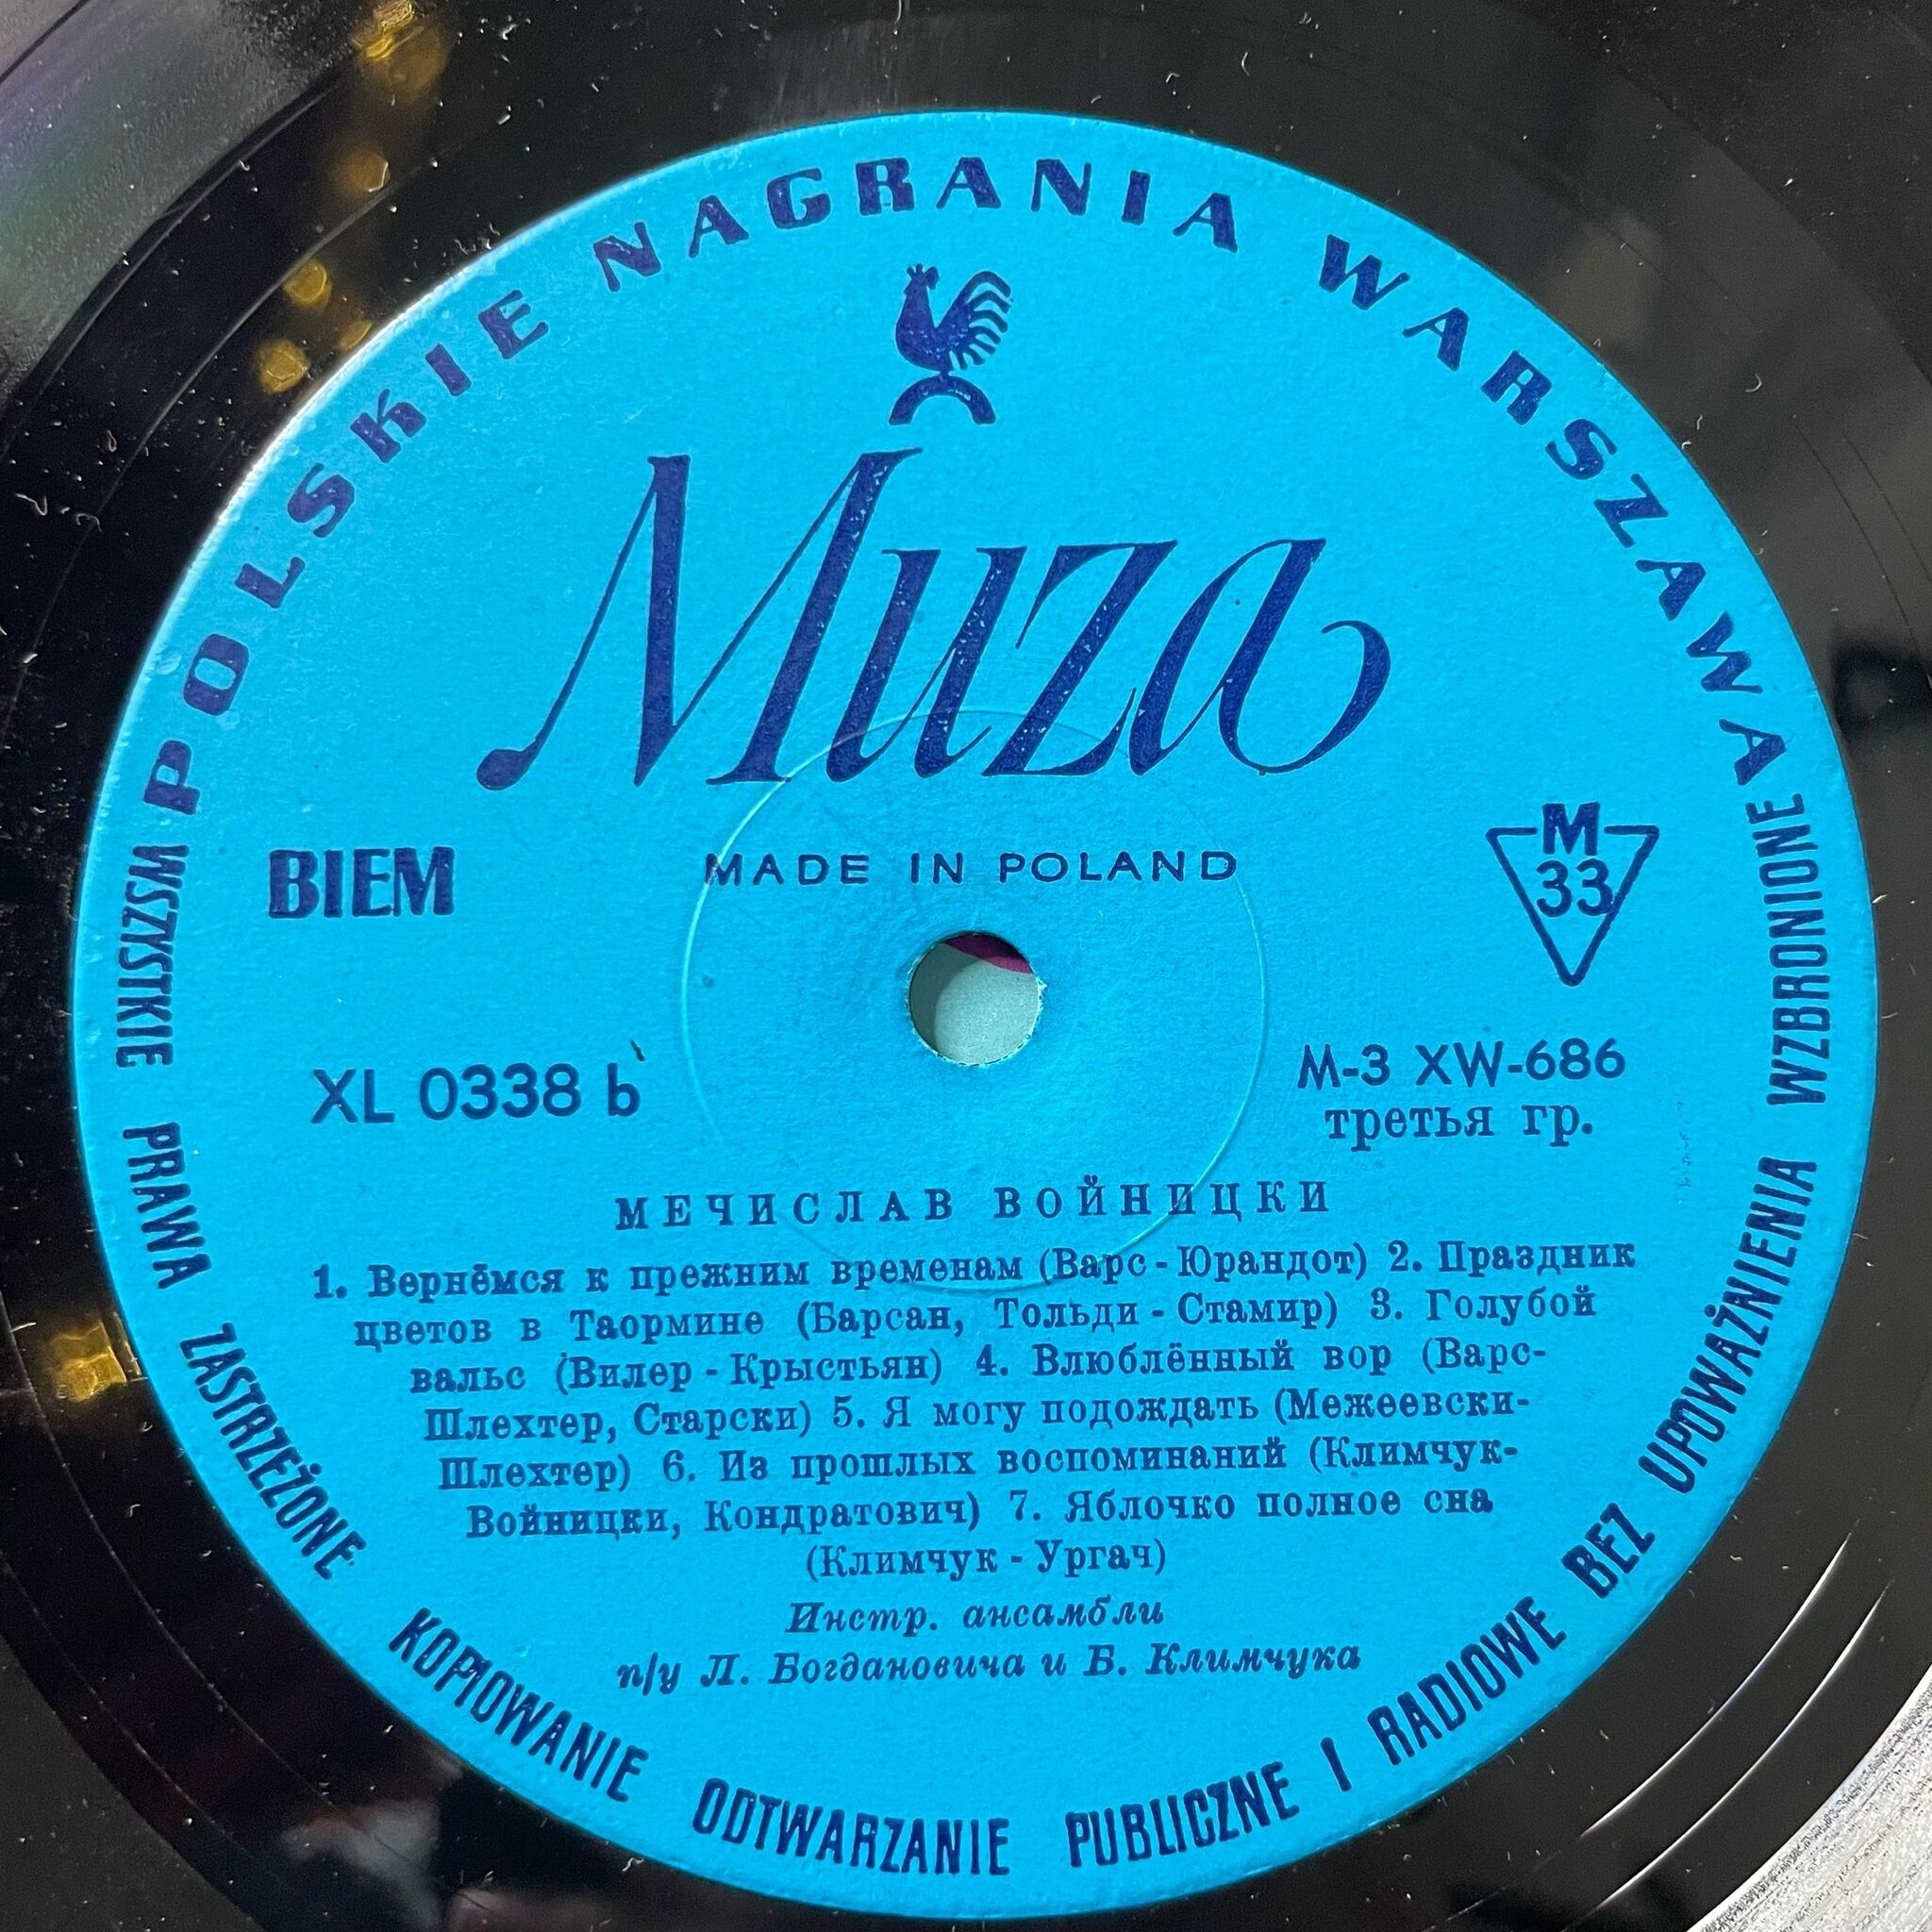 POLSKIE NAGRANIA WARSZAWA
Muza
BIEM
MADE IN POLAND
M
33
XL 0338 b
M-3 XW-686
третья гр.
МЕЧИСЛАВ ВОЙНИЦКИ
1. Вернёмся к прежним временам (Варс - Юрандот) 2. Праздник
цветов в Таормине (Барсан, Тольди - Стамир) 3. Голубой
вальс (Вилер - Крыстьян) 4. Влюблённый вор (Варс-
Шлехтер, Старски) 5. Я могу подождать (Межеевски-
Шлехтер) 6. Из прошлых воспоминаний (Климчук-
Войницки, Кондратович) 7. Яблочко полное сна
(Климчук - Ургач)
Инстр. ансамбли
п/у Л. Богдановича и Б. Климчука
WSZYSTKIE PRAWA ZASTRZEŻONE KOPIOWANIE ODTWARZANIE PUBLICZNE I RADIOWE BEZ UPOWAŻNIENIA WZBRONIONE